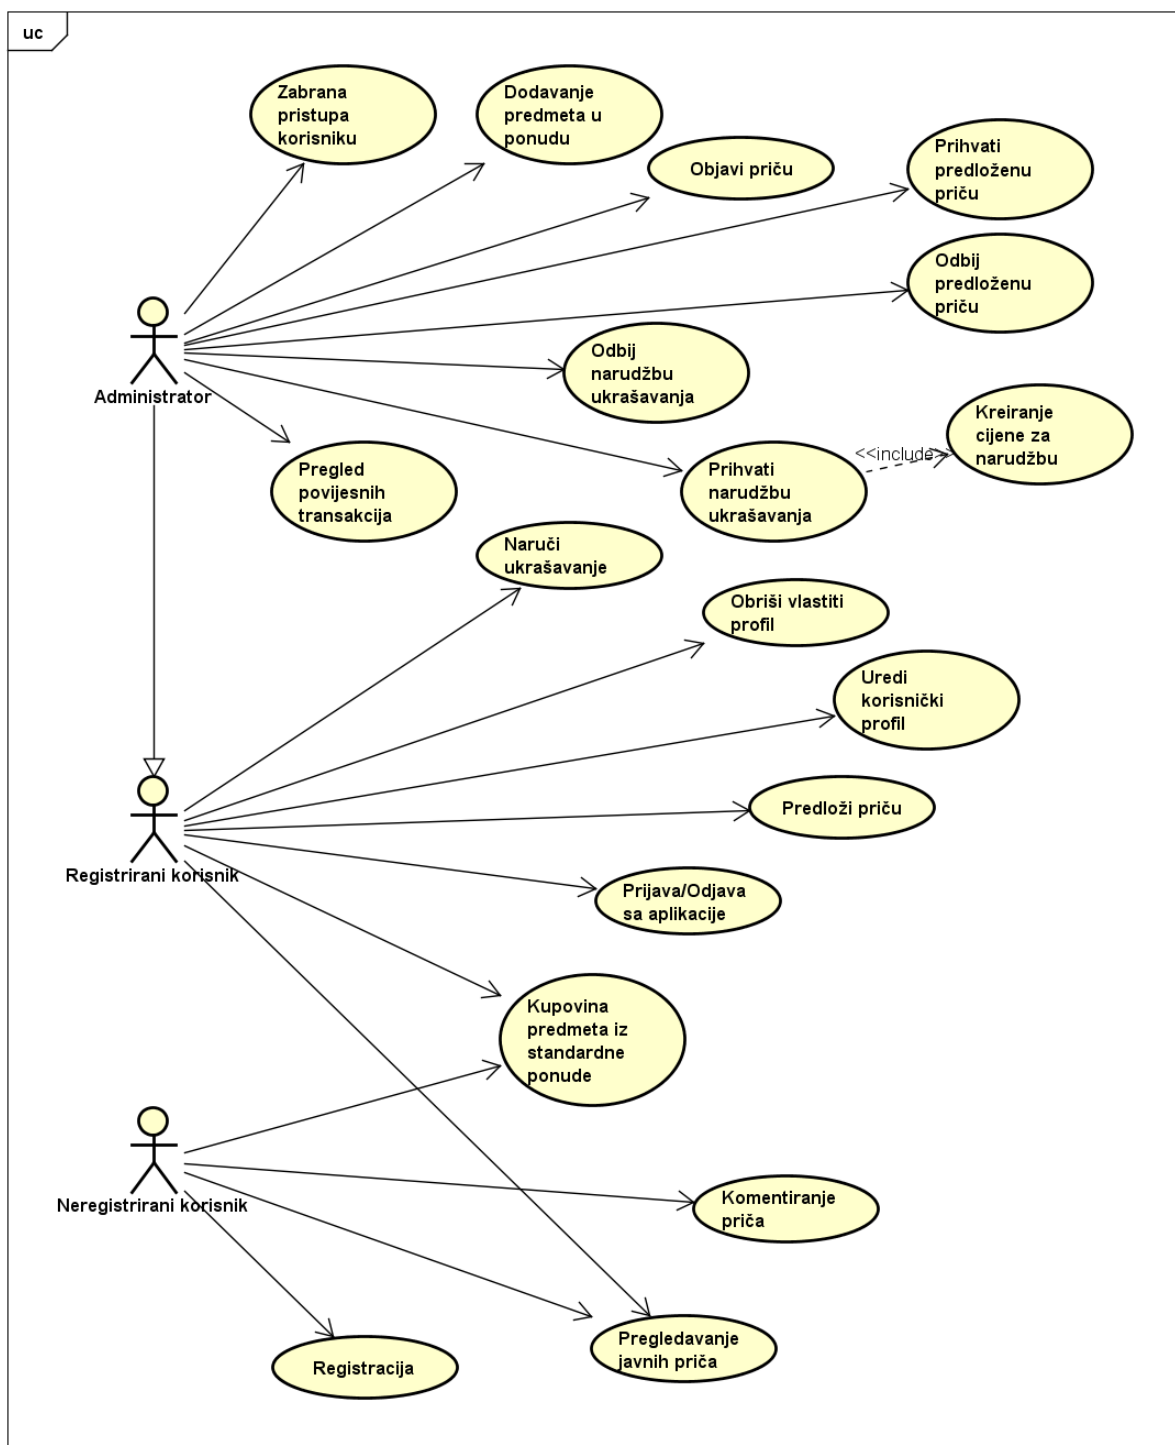 uc
Zabrana
pristupa
korisniku
Dodavanje
predmeta u
ponudu
Objavi priču
Prihvati
predloženu
priču
Odbij
predloženu
priču
Administrator
Odbij
narudžbu
ukrašavanja
Kreiranje
cijene za
narudžbu
<<include>>
Pregled
povijesnih
transakcija
Prihvati
narudžbu
ukrašavanja
Naruči
ukrašavanje
Obriši vlastiti
profil
Uredi
korisnički
profil
Predloži priču
Registrirani korisnik
Prijava/Odjava
sa aplikacije
Kupovina
predmeta iz
standardne
ponude
Neregistrirani korisnik
Komentiranje
priča
Pregledavanje
javnih priča
Registracija